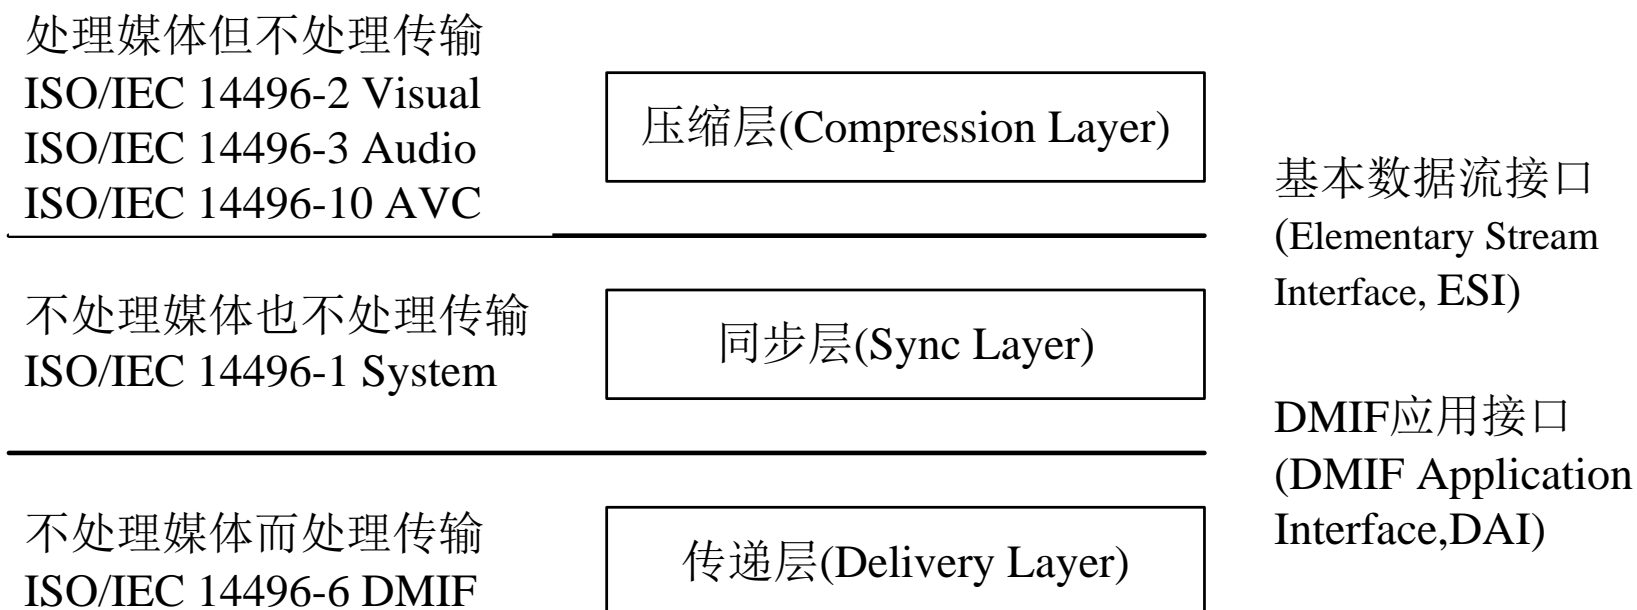 处理媒体但不处理传输
ISO/IEC 14496-2 Visual
ISO/IEC 14496-3 Audio
ISO/IEC 14496-10 AVC
压缩层(Compression Layer)
基本数据流接口
(Elementary Stream
Interface, ESI)
不处理媒体也不处理传输
ISO/IEC 14496-1 System
同步层(Sync Layer)
DMIF应用接口
(DMIF Application
Interface,DAI)
不处理媒体而处理传输
ISO/IEC 14496-6 DMIF
传递层(Delivery Layer)